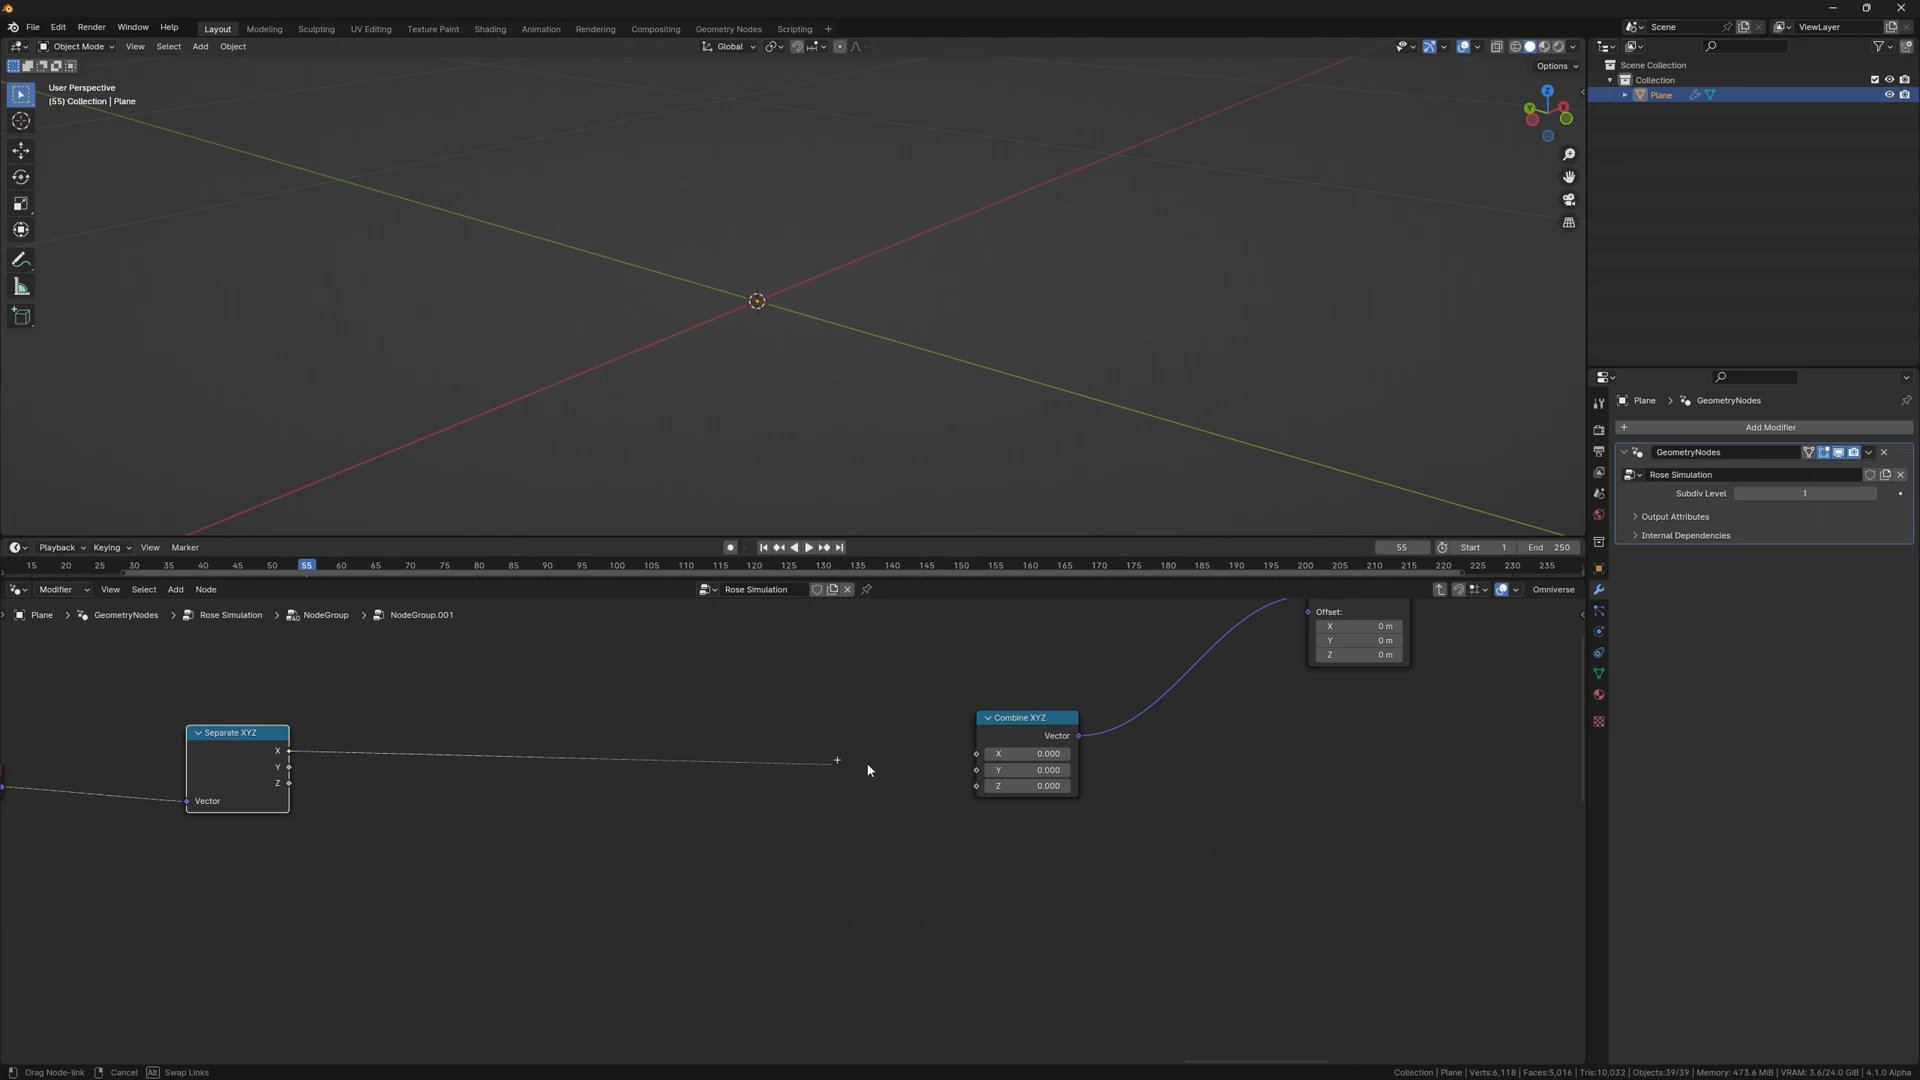 File Edit Render Window Help Layout Modeling Sculpting UV Editing Texture Paint Shading Animation Rendering Compositing Geometry Nodes Scripting + Scene ViewLayer
Object Mode View Select Add Object Global
Options
User Perspective
(55) Collection | Plane
Z
Y
X
Scene Collection
Collection
Plane
Plane > GeometryNodes
+ Add Modifier
GeometryNodes
Rose Simulation
Subdiv Level 1
> Output Attributes
> Internal Dependencies
Playback Keying View Marker 55 Start 1 End 250
15 20 25 30 35 40 45 50 55 60 65 70 75 80 85 90 95 100 105 110 115 120 125 130 135 140 145 150 155 160 165 170 175 180 185 190 195 200 205 210 215 220 225 230 235
Modifier View Select Add Node Rose Simulation Omniverse
Plane > GeometryNodes > Rose Simulation > NodeGroup > NodeGroup.001
Offset:
X 0 m
Y 0 m
Z 0 m
Separate XYZ
X
Y
Z
Vector
Combine XYZ
Vector
X 0.000
Y 0.000
Z 0.000
Drag Node-link Cancel Alt Swap Links Collection | Plane | Verts:6,118 | Faces:5,016 | Tris:10,032 | Objects:39/39 | Memory: 473.6 MiB | VRAM: 3.6/24.0 GiB | 4.1.0 Alpha